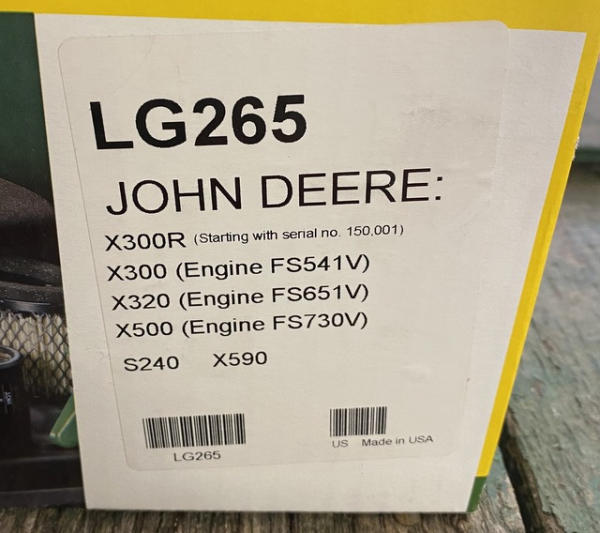 LG265
JOHN DEERE:
X300R (Starting with serial no. 150,001)
X300 (Engine FS541V)
X320 (Engine FS651V)
X500 (Engine FS730V)
S240 X590
LG265
US Made in USA